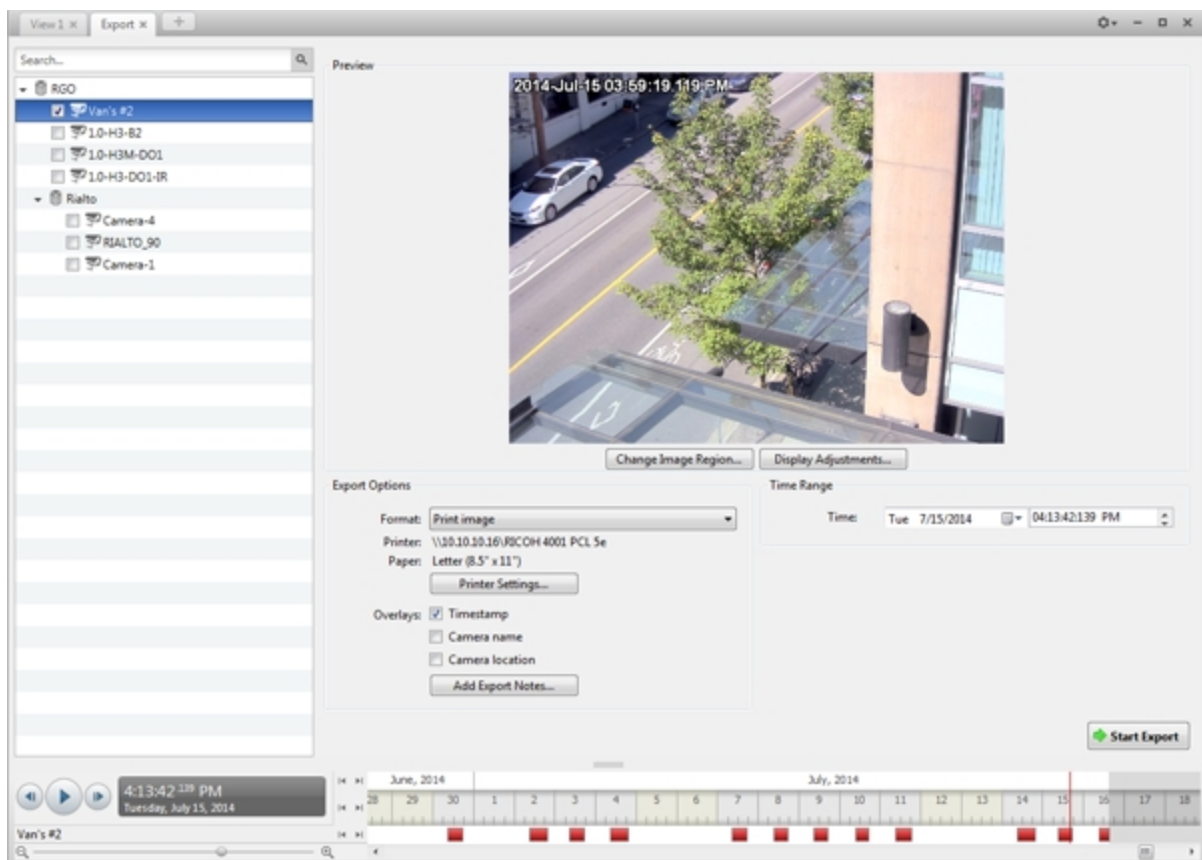 View 1 ×
Export ×
+
Search...
RGO
Van's #2
1.0-H3-B2
1.0-H3M-DO1
1.0-H3-DO1-IR
Rialto
Camera-4
RIALTO_90
Camera-1
Preview
2014-Jul-15 03:59:19.119 PM
Change Image Region...
Display Adjustments...
Export Options
Format: Print image
Printer: \\10.10.10.16\RICOH 4001 PCL 5e
Paper: Letter (8.5" x 11")
Printer Settings...
Overlays: Timestamp
Camera name
Camera location
Add Export Notes...
Time Range
Time: Tue 7/15/2014 04:13:42:139 PM
Start Export
4:13:42.139 PM
Tuesday, July 15, 2014
June, 2014 July, 2014
28 29 30 1 2 3 4 5 6 7 8 9 10 11 12 13 14 15 16 17 18
Van's #2